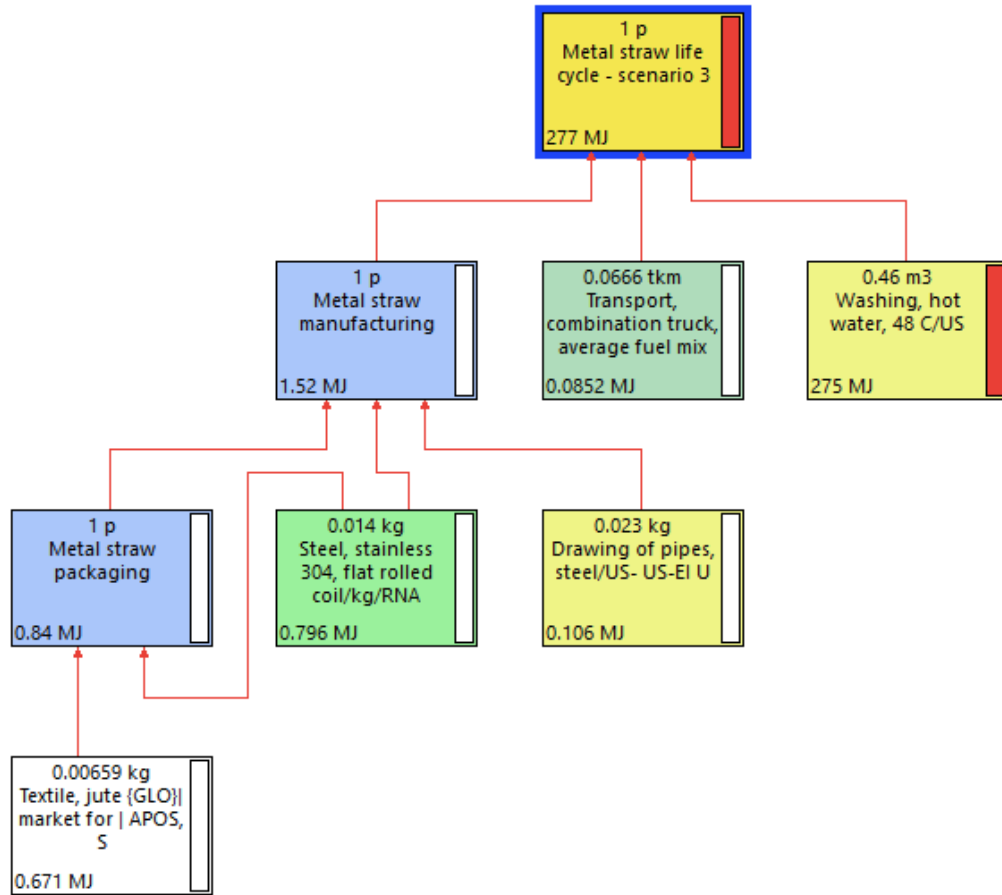 1 p
Metal straw life
cycle - scenario 3
277 MJ
1 p
Metal straw
manufacturing
1.52 MJ
0.0666 tkm
Transport,
combination truck,
average fuel mix
0.0852 MJ
0.46 m3
Washing, hot
water, 48 C/US
275 MJ
1 p
Metal straw
packaging
0.84 MJ
0.014 kg
Steel, stainless
304, flat rolled
coil/kg/RNA
0.796 MJ
0.023 kg
Drawing of pipes,
steel/US- US-EI U
0.106 MJ
0.00659 kg
Textile, jute {GLO}|
market for | APOS,
S
0.671 MJ